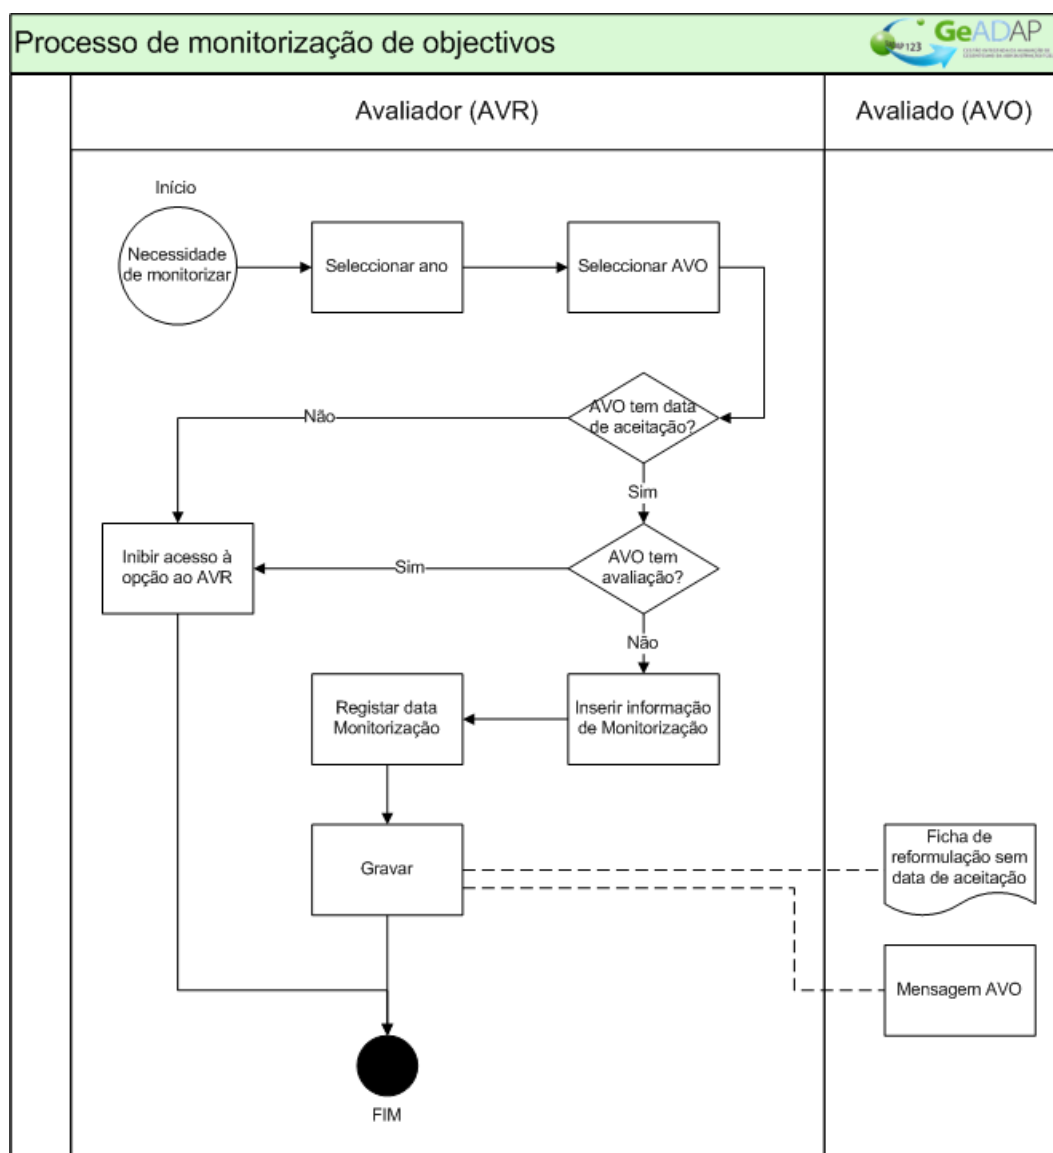 Processo de monitorização de objectivos
GeADAP
123
Avaliador (AVR)
Avaliado (AVO)
Início
Necessidade
de monitorizar
Seleccionar ano
Seleccionar AVO
AVO tem data
de aceitação?
Não
Sim
Inibir acesso à
opção ao AVR
Sim
AVO tem
avaliação?
Não
Registar data
Monitorização
Inserir informação
de Monitorização
Gravar
Ficha de
reformulação sem
data de aceitação
Mensagem AVO
FIM